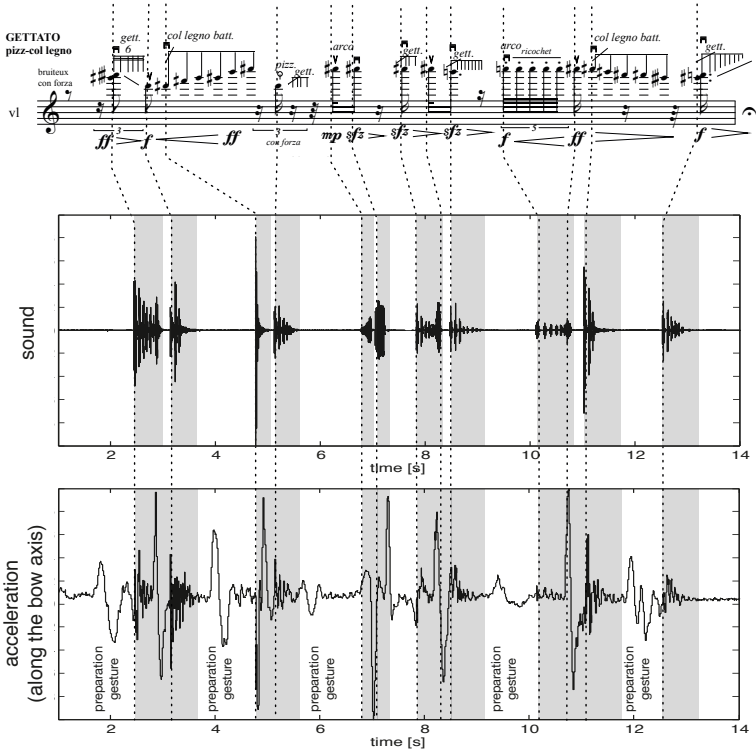 GETTATO
pizz-col legno
gett.
6
col legno batt.
pizz.
gett.
arco
gett.
gett.
arco
ricochet
col legno batt.
gett.
bruiteux
con forza
vl
3
ff
f
ff
3
con forza
mp
sfz
sfz
sfz
f
5
ff
f
sound
2 4 6 8 10 12 14
time [s]
acceleration
(along the bow axis)
preparation
gesture
preparation
gesture
preparation
gesture
preparation
gesture
preparation
gesture
2 4 6 8 10 12 14
time [s]